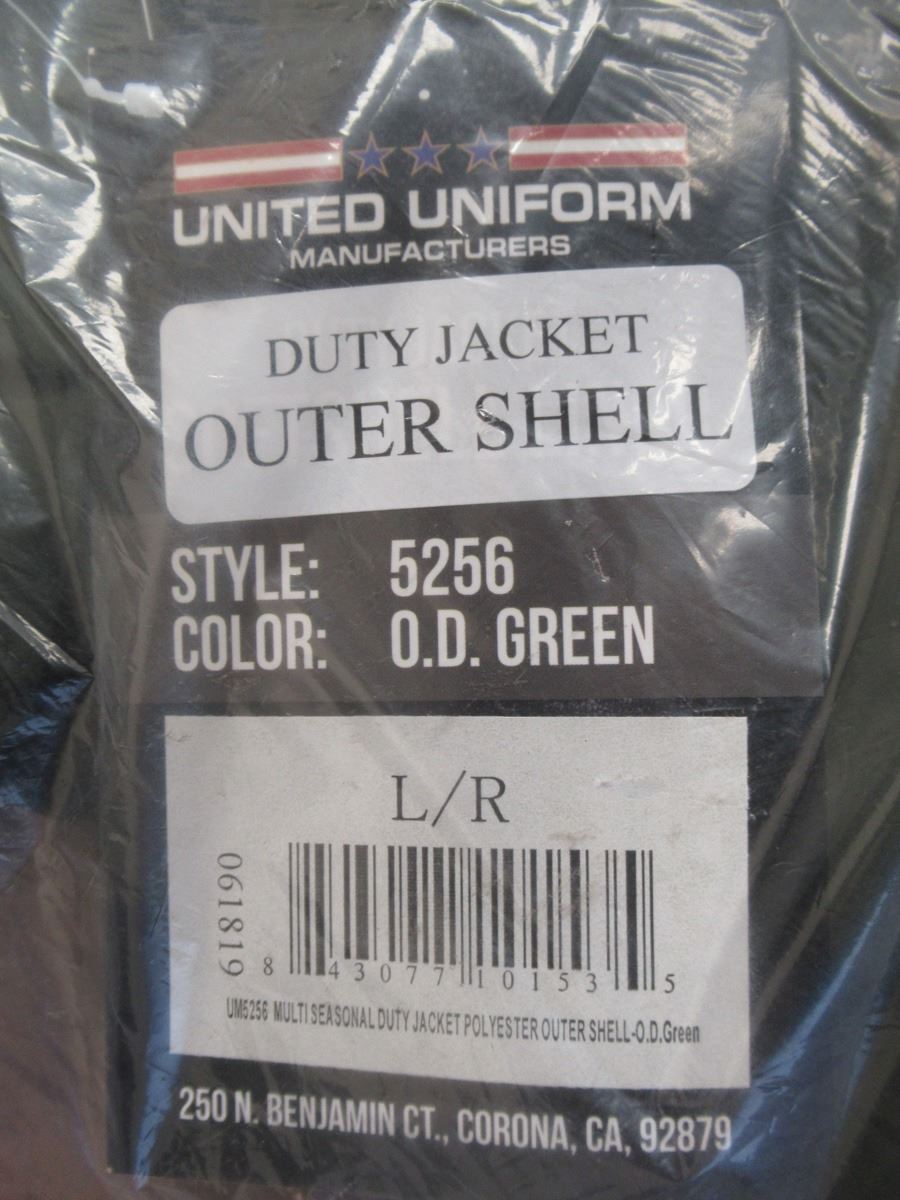 UNITED UNIFORM
MANUFACTURERS
DUTY JACKET
OUTER SHELL
STYLE: 5256
COLOR: O.D. GREEN
L/R
061819
8 43077 10153 5
UM5256 MULTI SEASONAL DUTY JACKET POLYESTER OUTER SHELL-O.D.Green
250 N. BENJAMIN CT., CORONA, CA, 92879